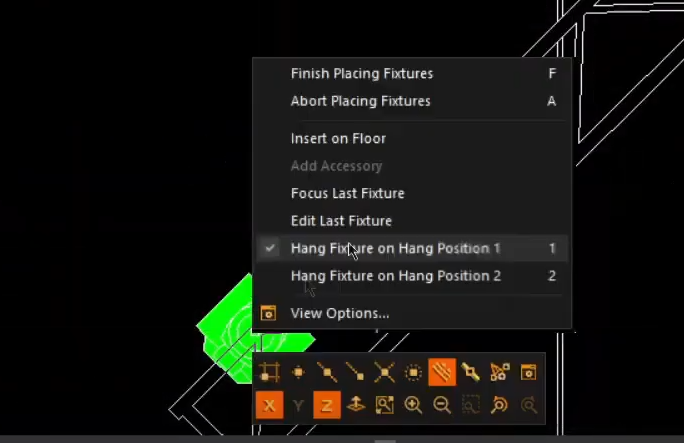 Finish Placing Fixtures F
Abort Placing Fixtures A
Insert on Floor
Add Accessory
Focus Last Fixture
Edit Last Fixture
Hang Fixture on Hang Position 1 1
Hang Fixture on Hang Position 2 2
View Options...
X Y Z